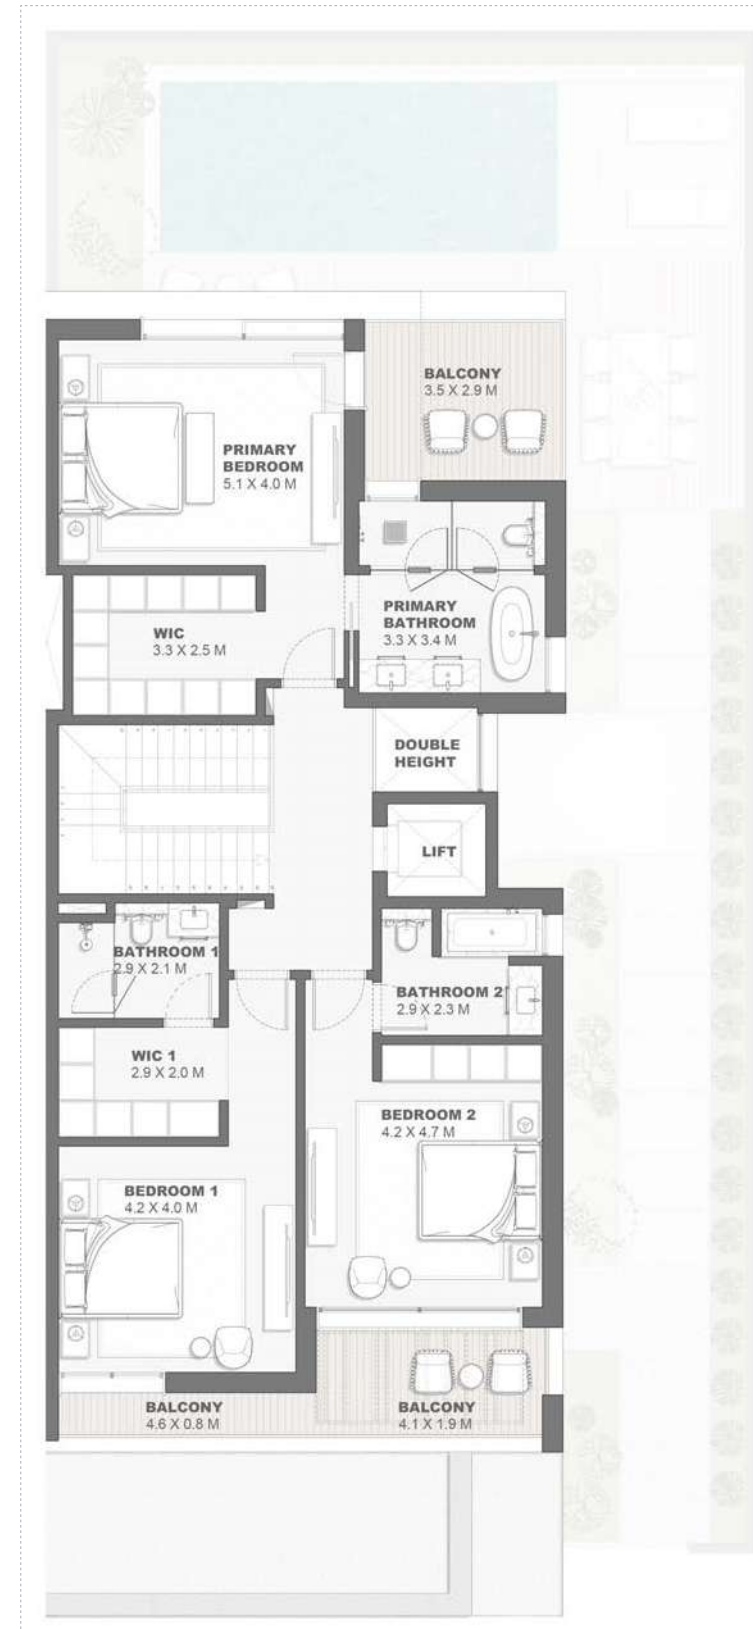 BALCONY
3.5 X 2.9 M
PRIMARY
BEDROOM
5.1 X 4.0 M
PRIMARY
BATHROOM
3.3 X 3.4 M
WIC
3.3 X 2.5 M
DOUBLE
HEIGHT
LIFT
BATHROOM 1
2.9 X 2.1 M
BATHROOM 2
2.9 X 2.3 M
WIC 1
2.9 X 2.0 M
BEDROOM 2
4.2 X 4.7 M
BEDROOM 1
4.2 X 4.0 M
BALCONY
4.6 X 0.8 M
BALCONY
4.1 X 1.9 M